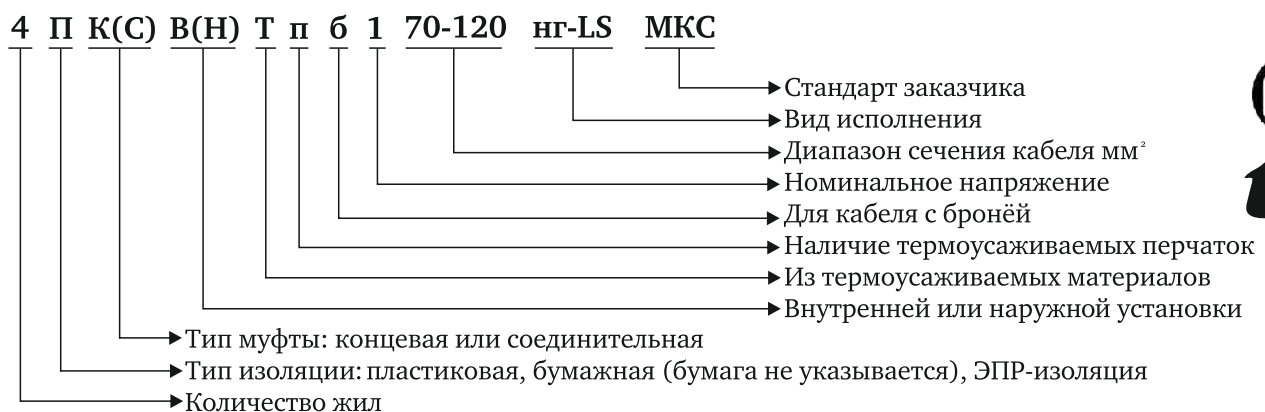 4 П К(С) В(Н) Т п б 1 70-120 нг-LS МКС
Стандарт заказчика
Вид исполнения
Диапазон сечения кабеля мм²
Номинальное напряжение
Для кабеля с бронёй
Наличие термоусаживаемых перчаток
Из термоусаживаемых материалов
Внутренней или наружной установки
Тип муфты: концевая или соединительная
Тип изоляции: пластиковая, бумажная (бумага не указывается), ЭПР-изоляция
Количество жил